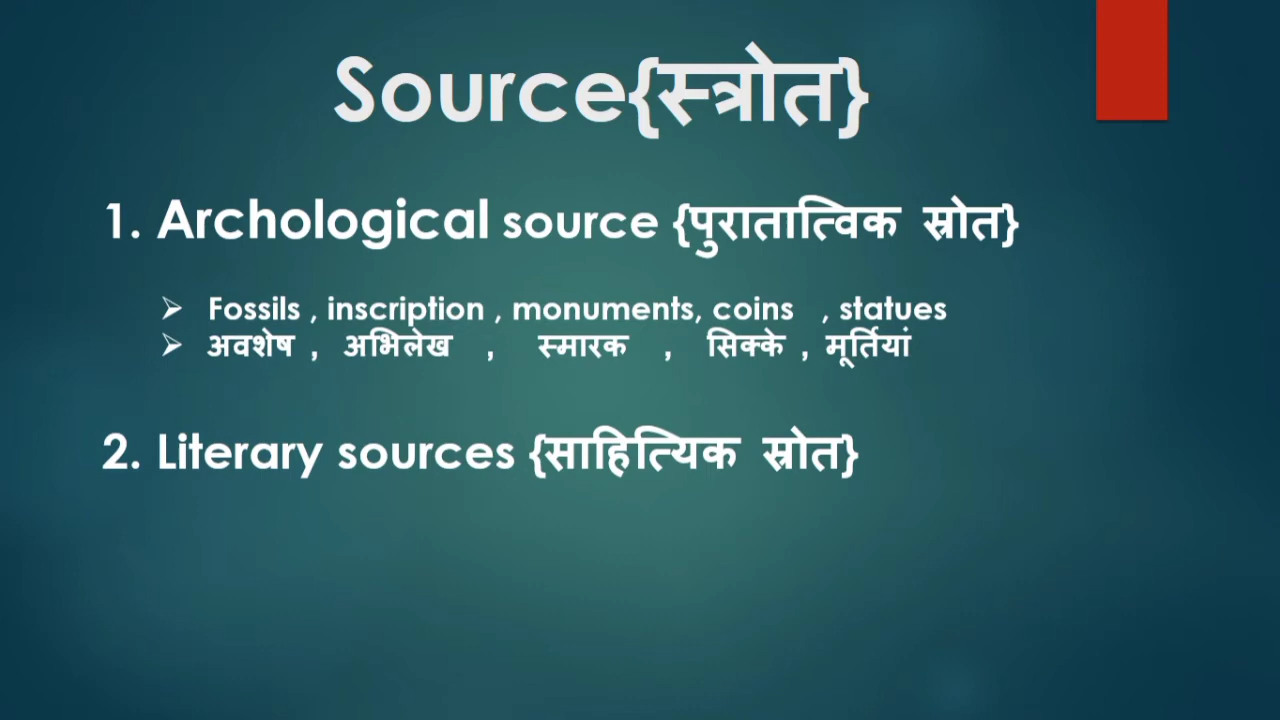 Source{स्त्रोत}
1. Archological source {पुरातात्विक स्रोत}
➢ Fossils , inscription , monuments, coins , statues
➢ अवशेष , अभिलेख , स्मारक , सिक्के , मूर्तियां
2. Literary sources {साहित्यिक स्रोत}